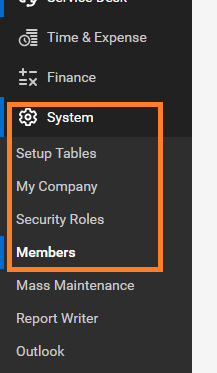 Service Desk
Time & Expense
Finance
System
Setup Tables
My Company
Security Roles
Members
Mass Maintenance
Report Writer
Outlook